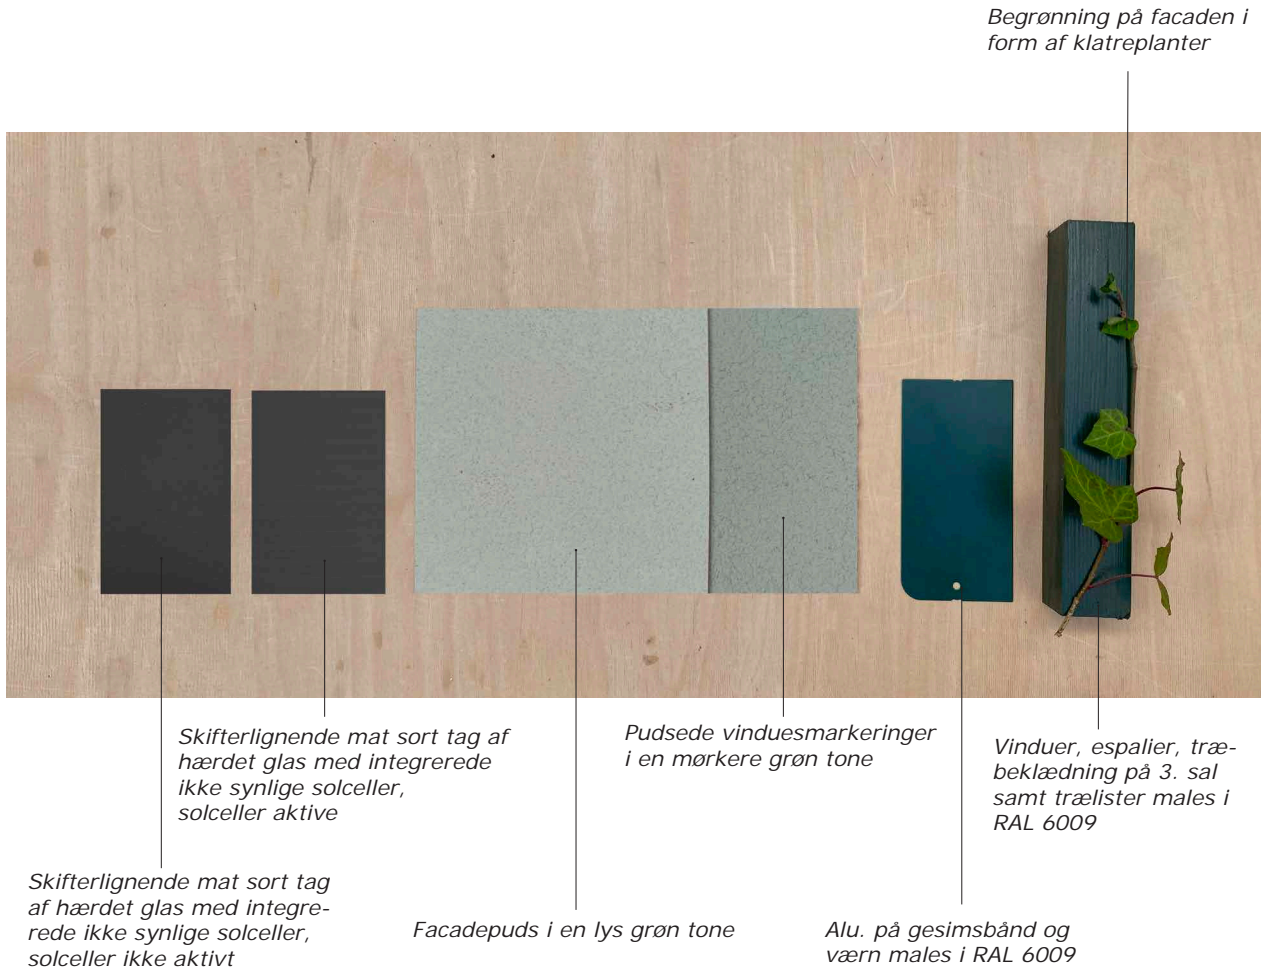 Begrønning på facaden i
form af klatreplanter
Skifterlignende mat sort tag af
hærdet glas med integrerede
ikke synlige solceller,
solceller aktive
Pudsede vinduesmarkeringer
i en mørkere grøn tone
Vinduer, espalier, træ-
beklædning på 3. sal
samt trælister males i
RAL 6009
Skifterlignende mat sort tag
af hærdet glas med integre-
rede ikke synlige solceller,
solceller ikke aktivt
Facadepuds i en lys grøn tone
Alu. på gesimsbånd og
værn males i RAL 6009